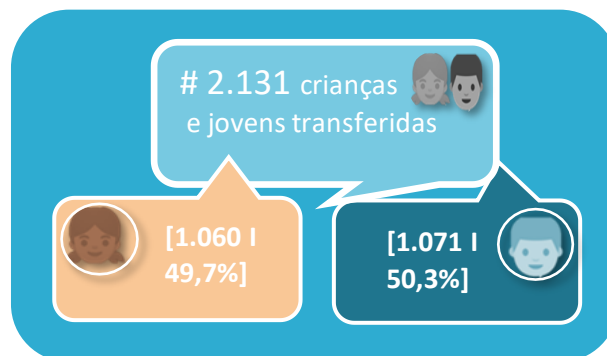 # 2.131 crianças
e jovens transferidas
[1.060 I
49,7%]
[1.071 I
50,3%]